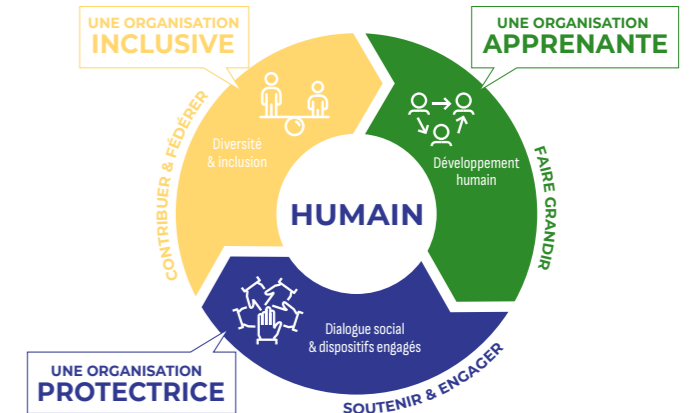 UNE ORGANISATION
INCLUSIVE
UNE ORGANISATION
APPRENANTE
CONTRIBUER & FÉDÉRER
Diversité
& inclusion
Développement
humain
FAIRE GRANDIR
HUMAIN
Dialogue social
& dispositifs engagés
UNE ORGANISATION
PROTECTRICE
SOUTENIR & ENGAGER